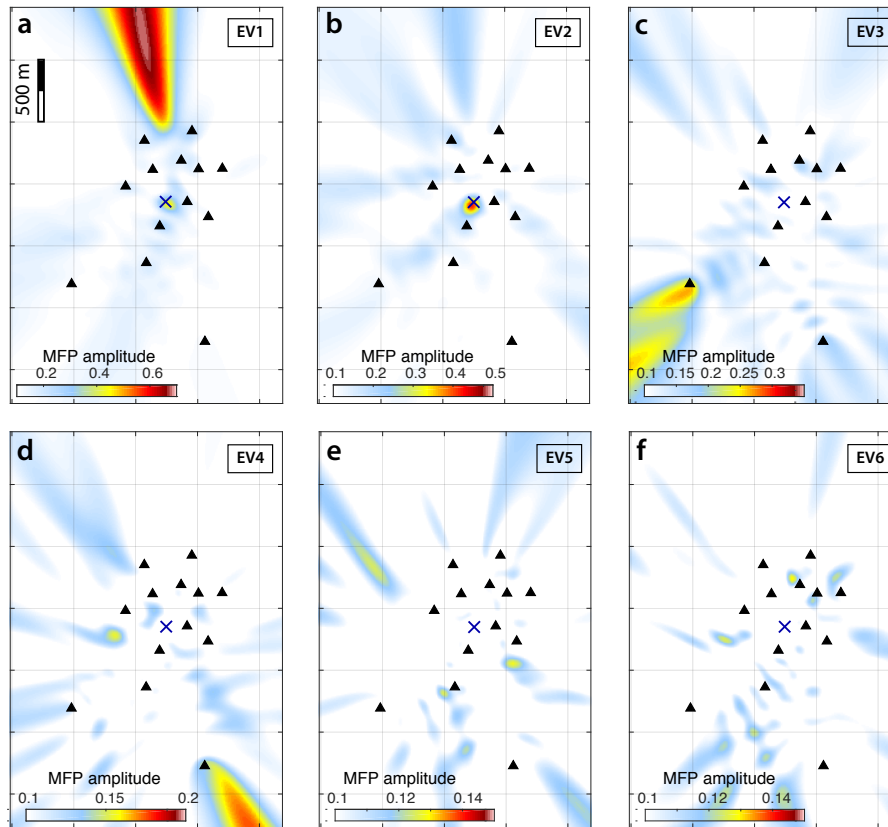 a EV1
500 m
MFP amplitude
0.2 0.4 0.6
b EV2
MFP amplitude
0.1 0.2 0.3 0.4 0.5
c EV3
MFP amplitude
0.1 0.15 0.2 0.25 0.3
d EV4
MFP amplitude
0.1 0.15 0.2
e EV5
MFP amplitude
0.1 0.12 0.14
f EV6
MFP amplitude
0.1 0.12 0.14